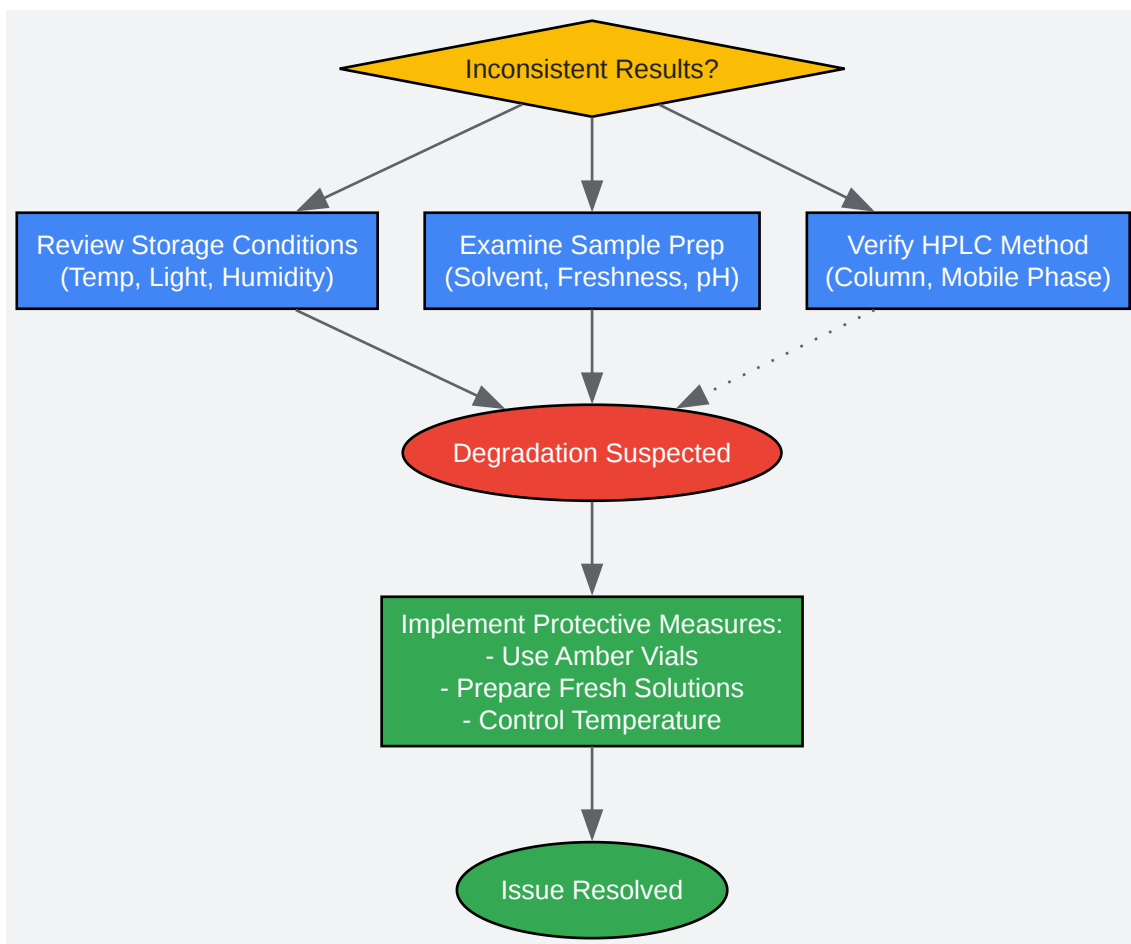 Inconsistent Results?
Review Storage Conditions
(Temp, Light, Humidity)
Examine Sample Prep
(Solvent, Freshness, pH)
Verify HPLC Method
(Column, Mobile Phase)
Degradation Suspected
Implement Protective Measures:
- Use Amber Vials
- Prepare Fresh Solutions
- Control Temperature
Issue Resolved